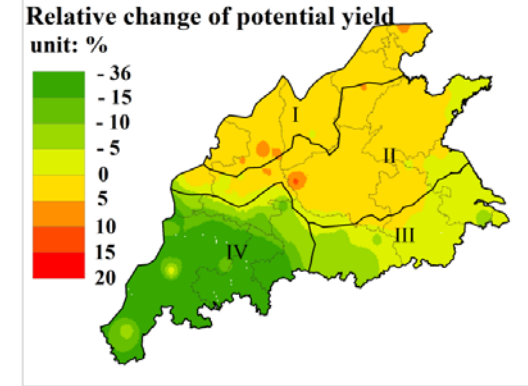 Relative change of potential yield
unit: %
- 36
- 15
- 10
- 5
0
5
10
15
20
I
II
III
IV